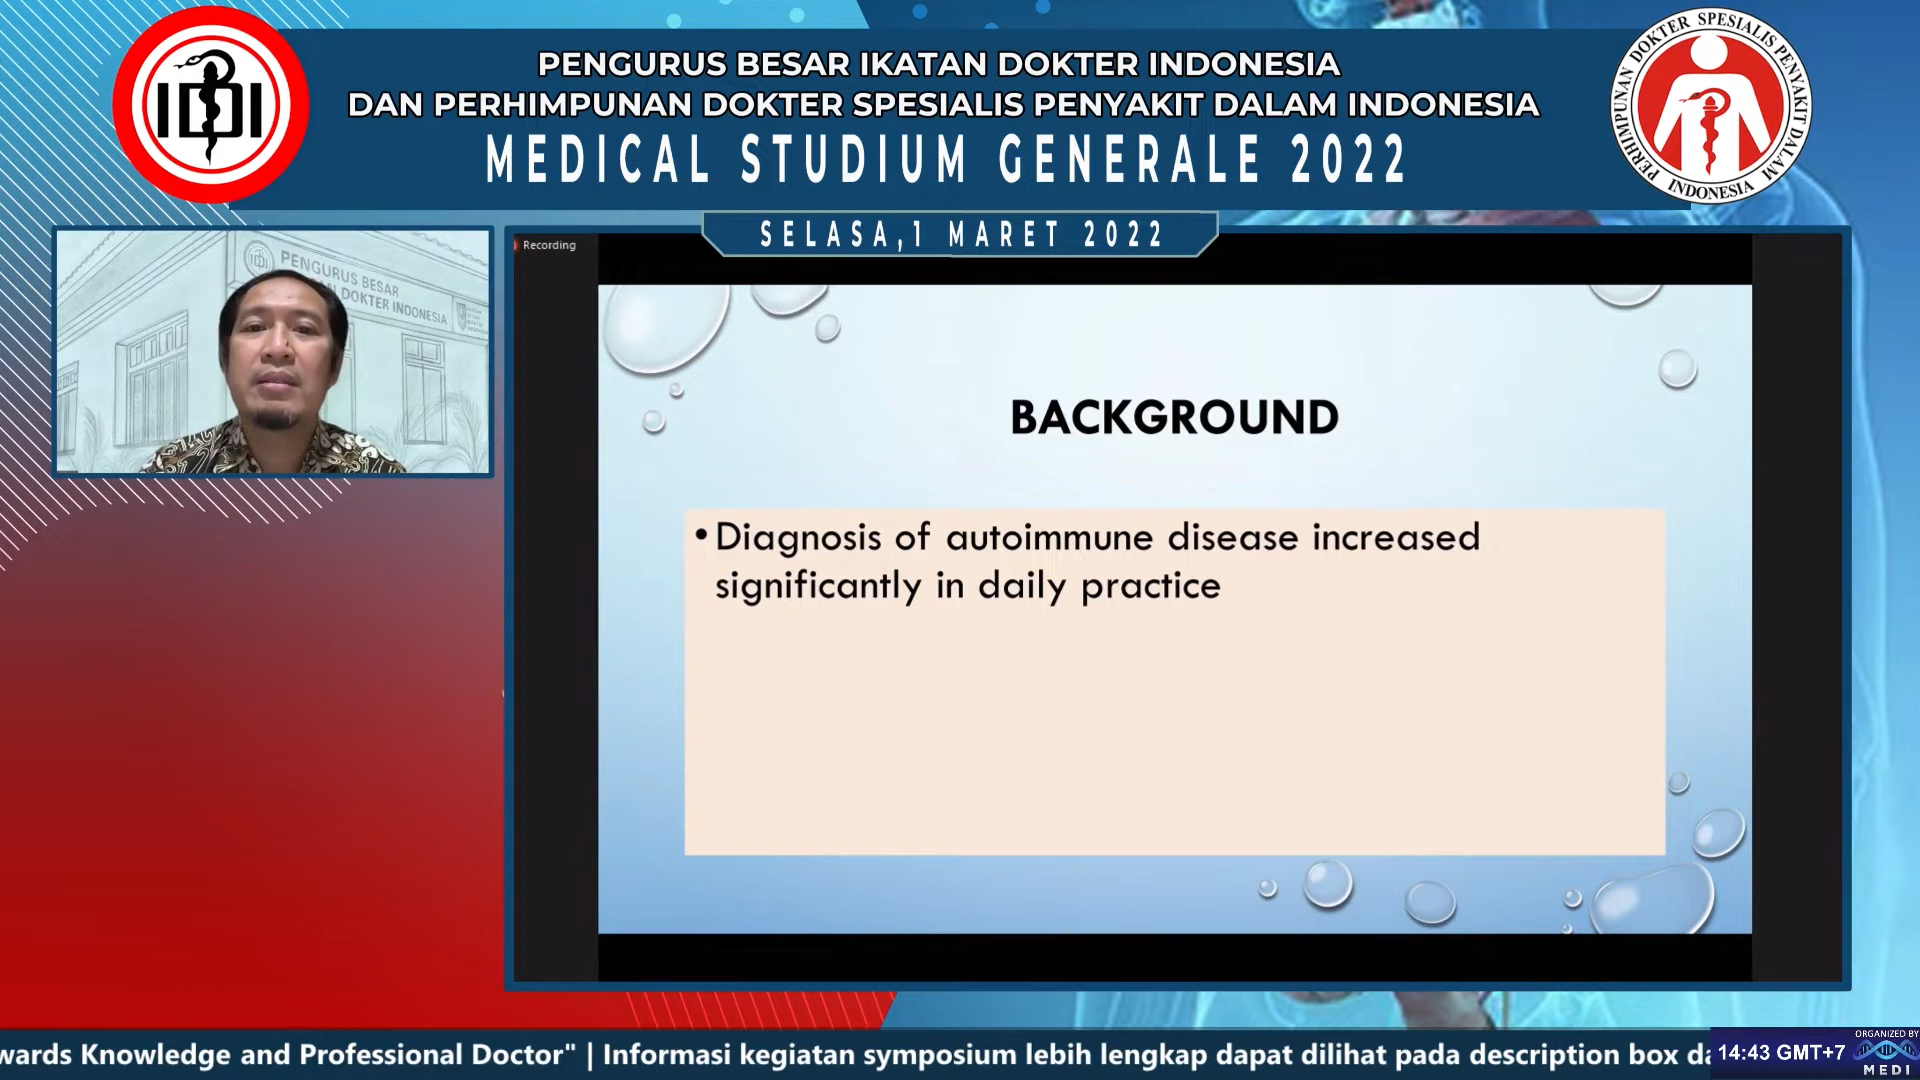 IDI
PENGURUS BESAR IKATAN DOKTER INDONESIA
DAN PERHIMPUNAN DOKTER SPESIALIS PENYAKIT DALAM INDONESIA
MEDICAL STUDIUM GENERALE 2022
PERHIMPUNAN DOKTER SPESIALIS PENYAKIT DALAM
INDONESIA
SELASA,1 MARET 2022
Recording
PENGURUS BESAR
DOKTER INDONESIA
BACKGROUND
• Diagnosis of autoimmune disease increased
significantly in daily practice
wards Knowledge and Professional Doctor" | Informasi kegiatan symposium lebih lengkap dapat dilihat pada description box da
14:43 GMT+7
ORGANIZED BY
MEDI